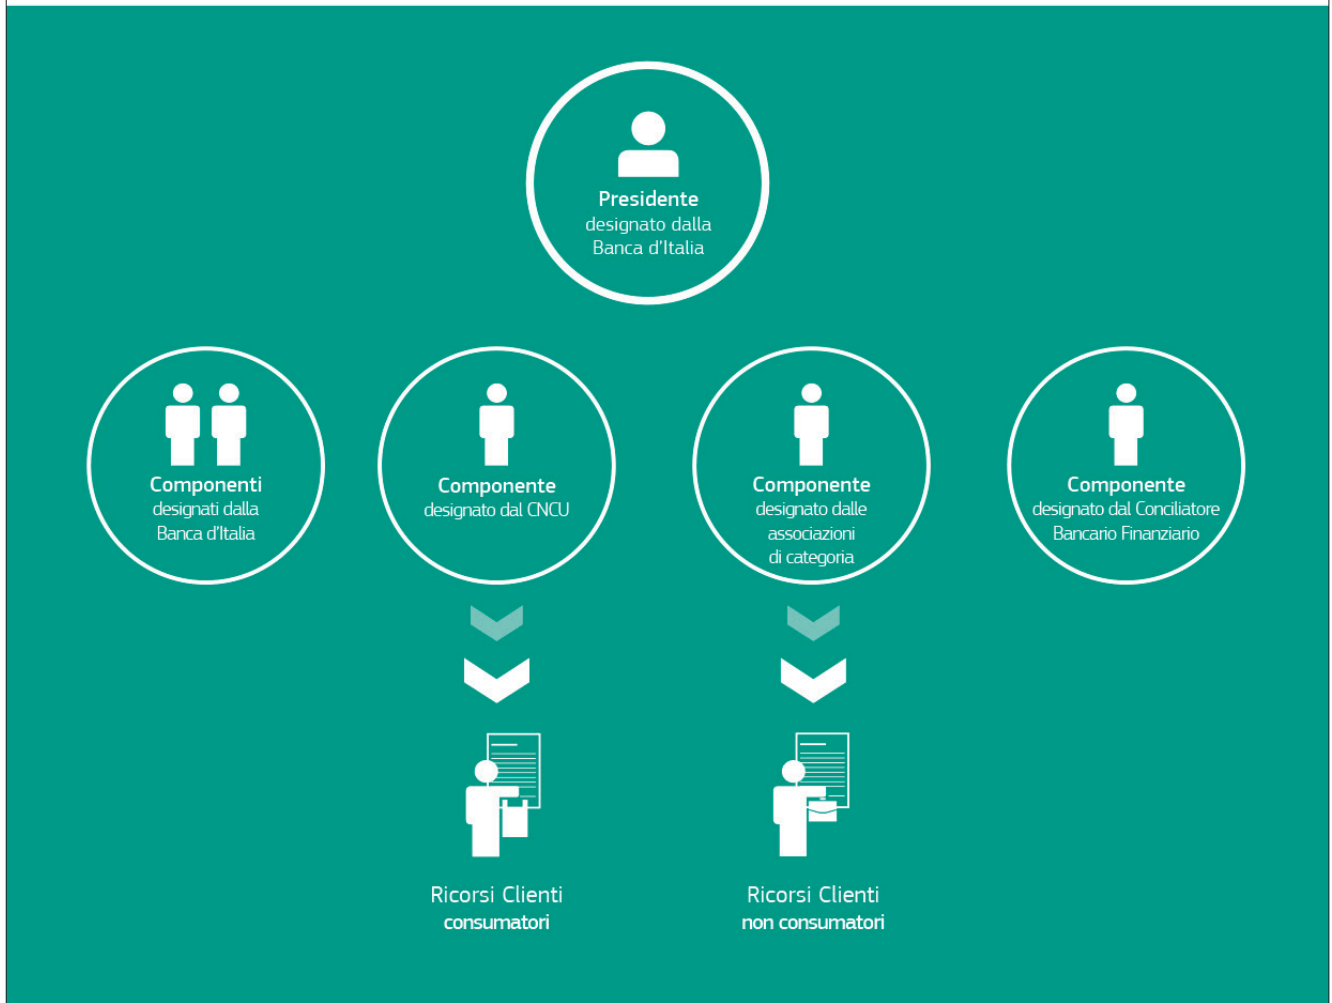 Presidente
designato dalla
Banca d'Italia
Componenti
designati dalla
Banca d'Italia
Componente
designato dal CNCU
Componente
designato dalle
associazioni
di categoria
Componente
designato dal Conciliatore
Bancario Finanziario
Ricorsi Clienti
consumatori
Ricorsi Clienti
non consumatori